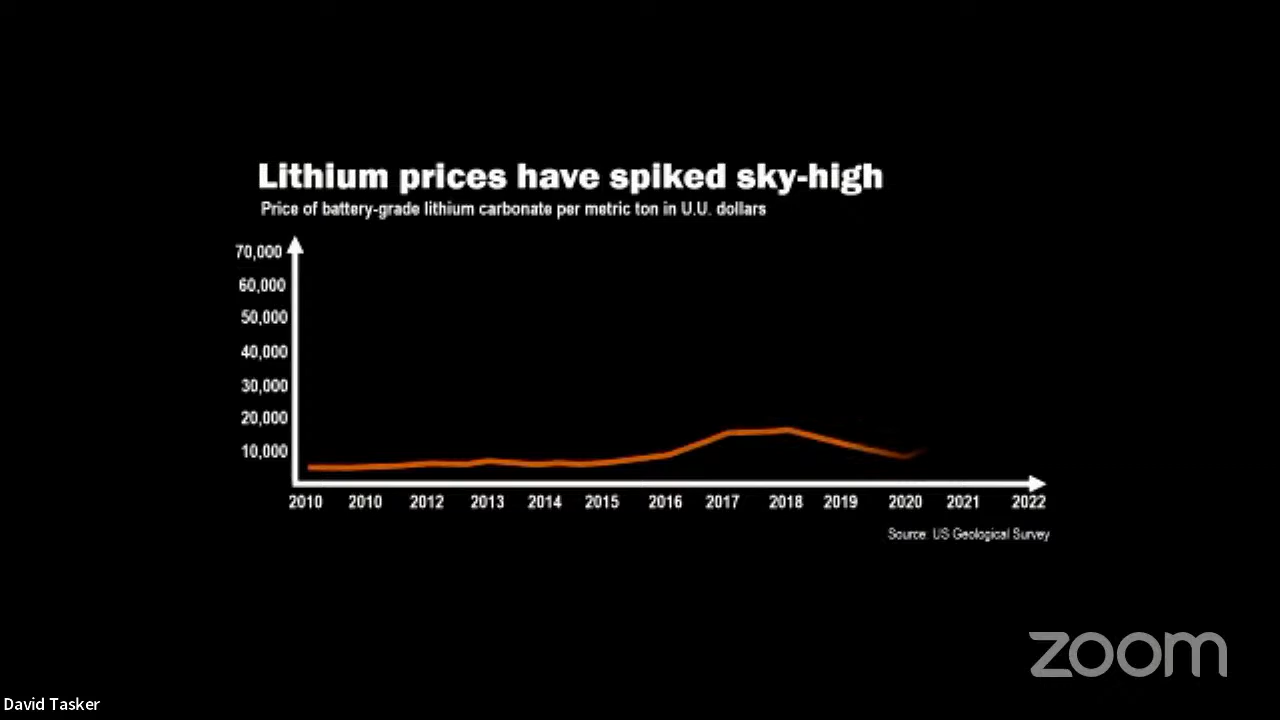 Lithium prices have spiked sky-high
Price of battery-grade lithium carbonate per metric ton in U.U. dollars
70,000
60,000
50,000
40,000
30,000
20,000
10,000
2010 2010 2012 2013 2014 2015 2016 2017 2018 2019 2020 2021 2022
Source: US Geological Survey
zoom
David Tasker